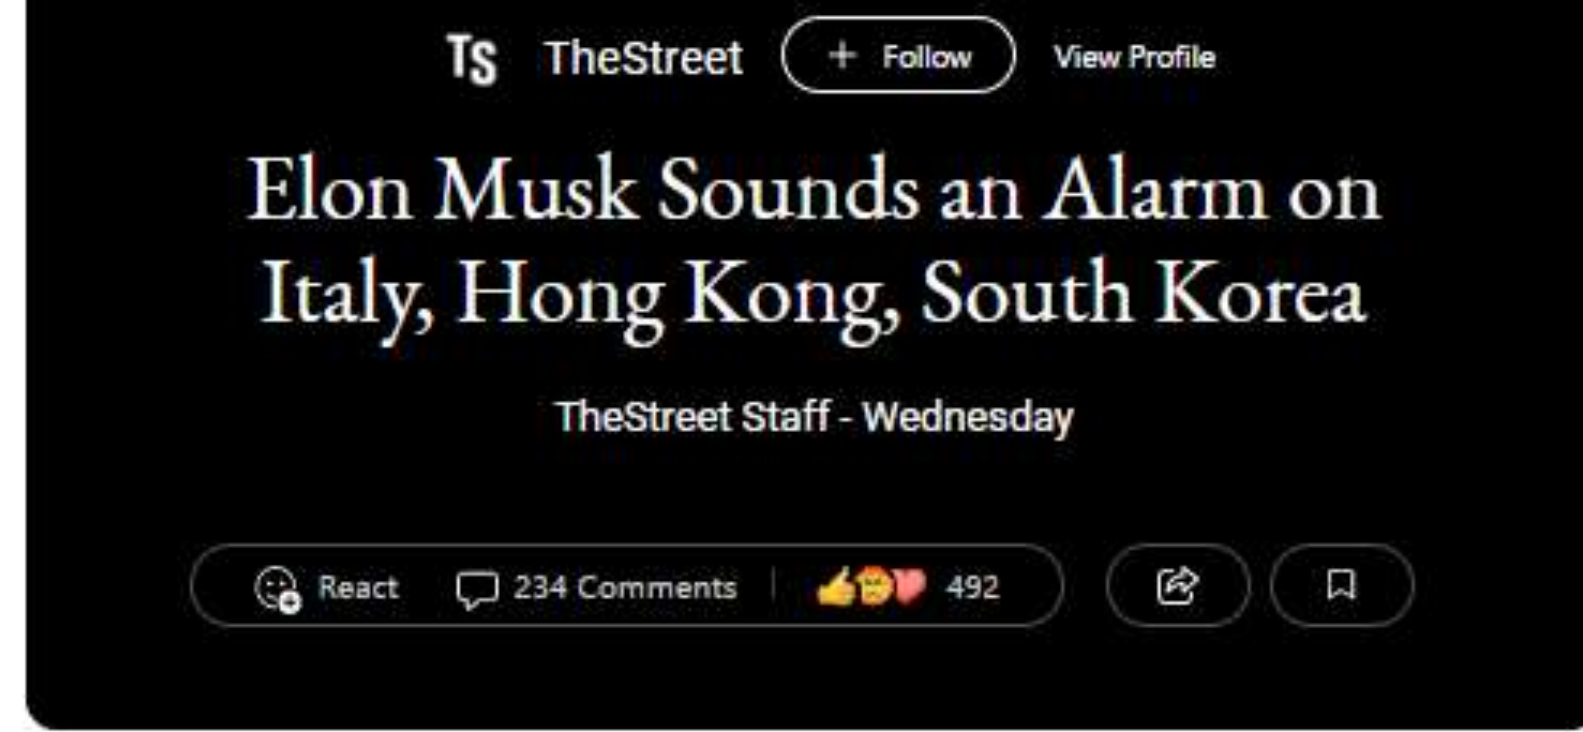 TS TheStreet + Follow View Profile
Elon Musk Sounds an Alarm on
Italy, Hong Kong, South Korea
TheStreet Staff - Wednesday
React 234 Comments 492